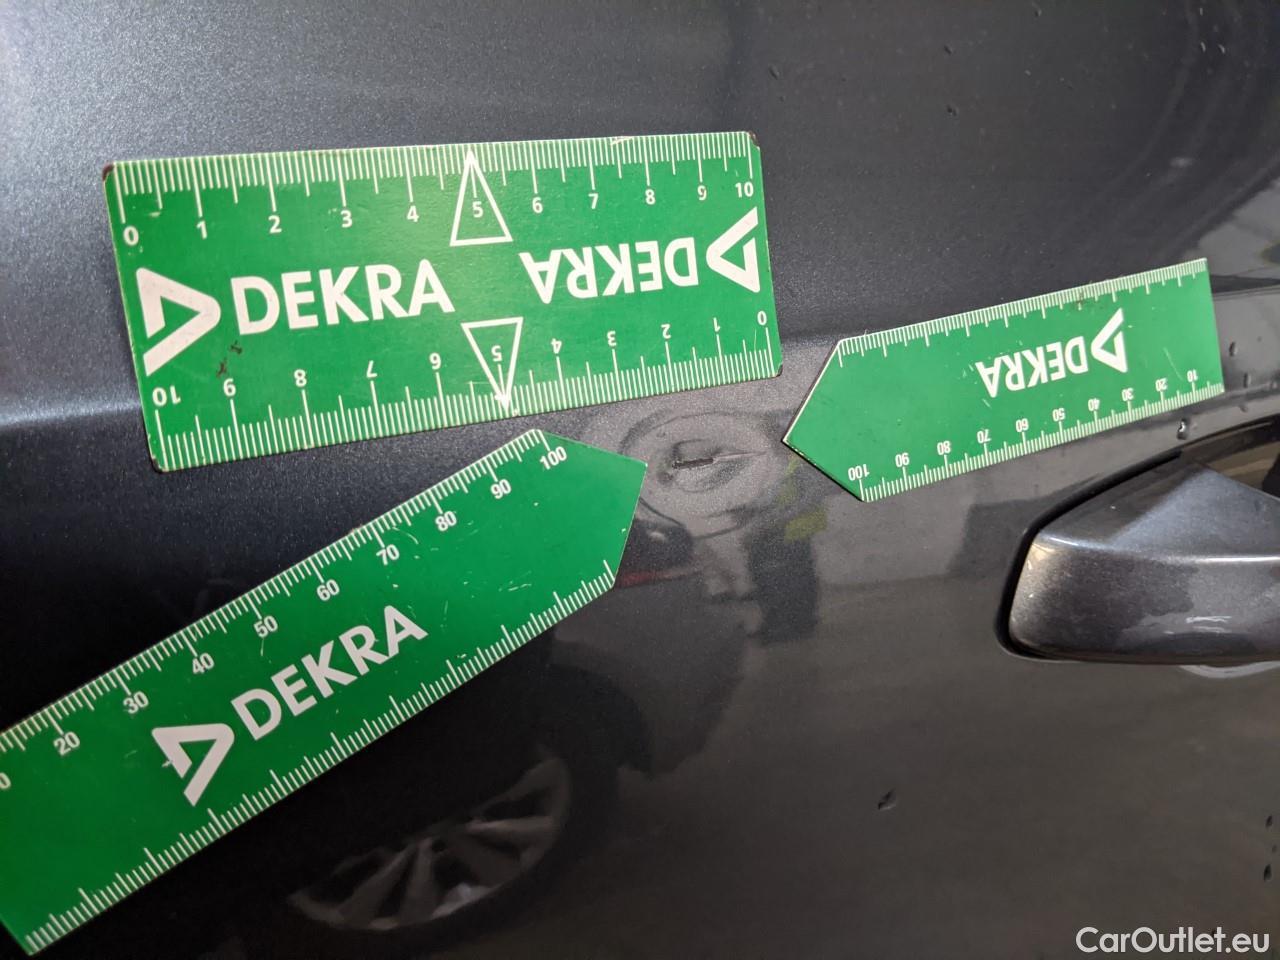 0 1 2 3 4 5 6 7 8 9 10
DEKRA
DEKRA
10 9 8 7 6 5 4 3 2 1 0
DEKRA
100 90 80 70 60 50 40 30 20 10
20 30 40 50 60 70 80 90 100
DEKRA
CarOutlet.eu